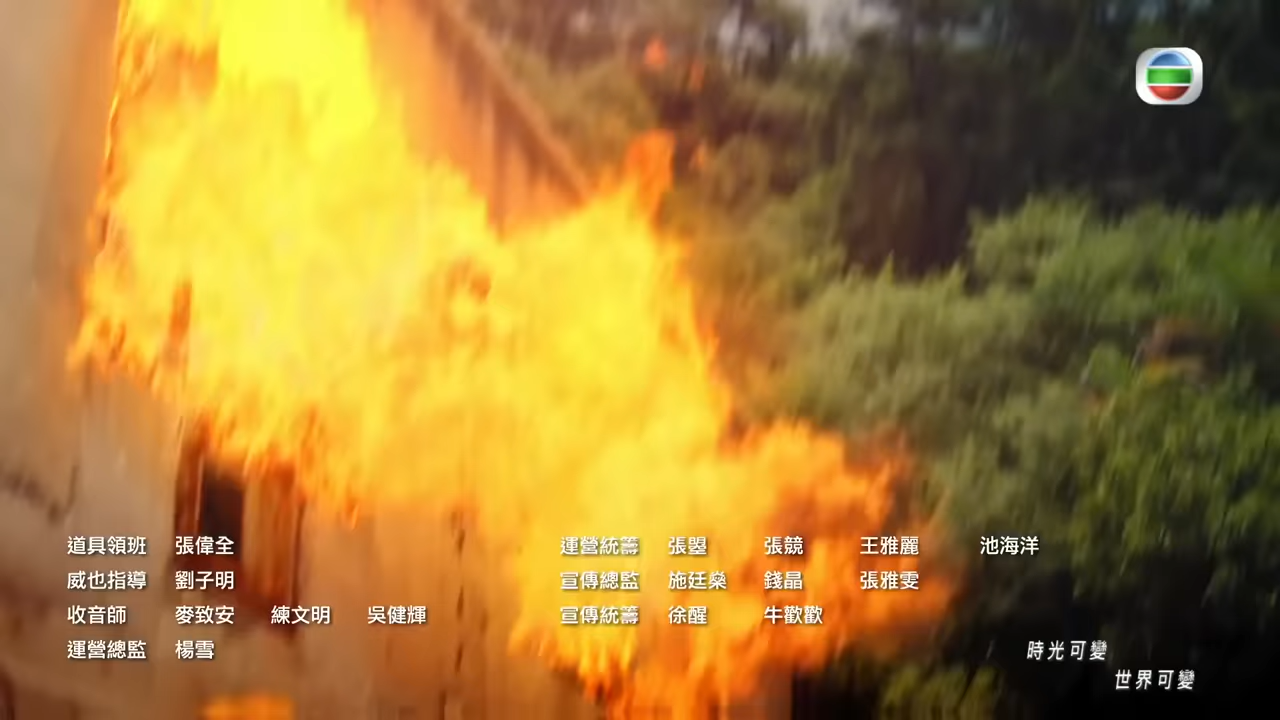 道具領班 張偉全
威也指導 劉子明
收音師 麥致安 練文明 吳健輝
運營總監 楊雪
運營統籌 張曌 張競 王雅麗 池海洋
宣傳總監 施廷燊 錢晶 張雅雯
宣傳統籌 徐醒 牛歡歡
時光可變
世界可變